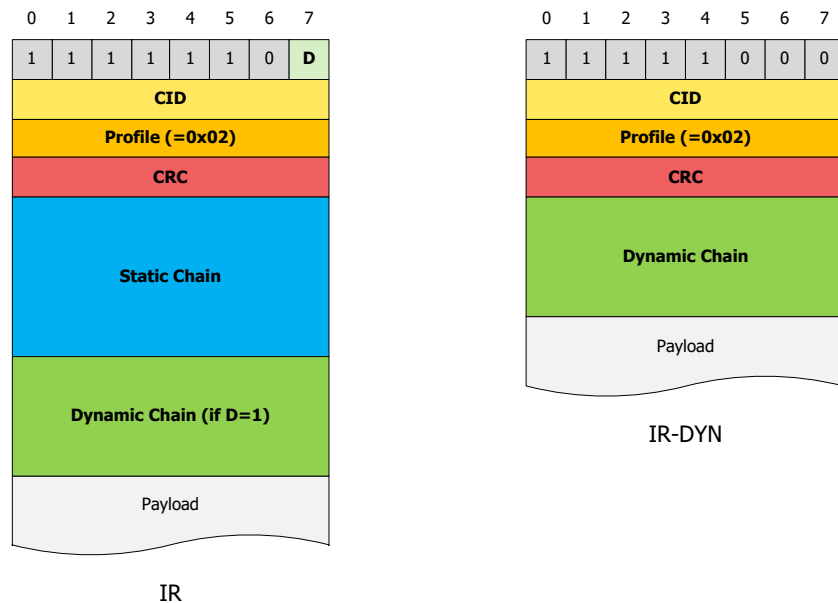 0 1 2 3 4 5 6 7
1 1 1 1 1 1 0 D
CID
Profile (=0x02)
CRC
Static Chain
Dynamic Chain (if D=1)
Payload
IR
0 1 2 3 4 5 6 7
1 1 1 1 1 0 0 0
CID
Profile (=0x02)
CRC
Dynamic Chain
Payload
IR-DYN